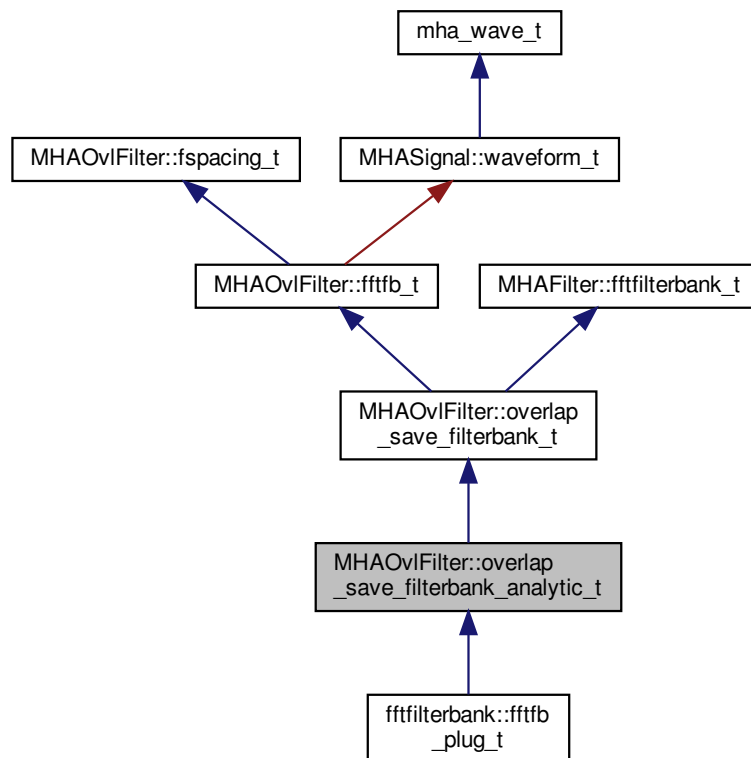 mha_wave_t
MHAOvlFilter::fspacing_t
MHASignal::waveform_t
MHAOvlFilter::fftfb_t
MHAFilter::fftfilterbank_t
MHAOvlFilter::overlap
_save_filterbank_t
MHAOvlFilter::overlap
_save_filterbank_analytic_t
fftfilterbank::fftfb
_plug_t